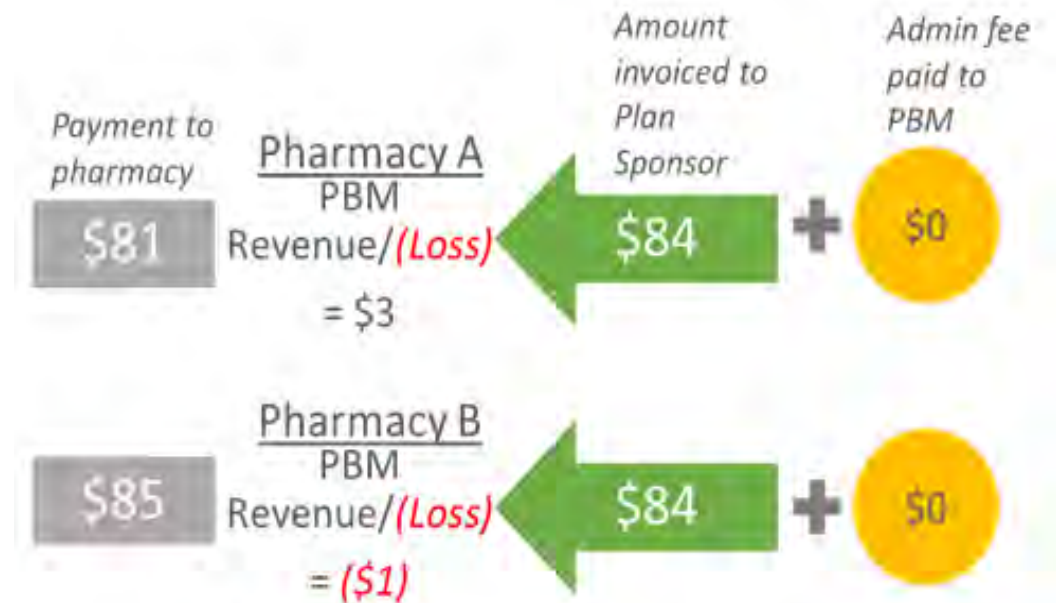 Payment to
pharmacy
$81
Pharmacy A
PBM
Revenue/(Loss)
= $3
Amount
invoiced to
Plan
Sponsor
$84
Admin fee
paid to
PBM
$0
$85
Pharmacy B
PBM
Revenue/(Loss)
= ($1)
$84
$0